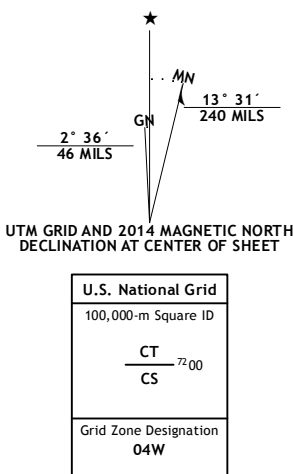 ★
MN
GN
13° 31´
240 MILS
2° 36´
46 MILS
UTM GRID AND 2014 MAGNETIC NORTH
DECLINATION AT CENTER OF SHEET
U.S. National Grid
100,000-m Square ID
CT
7200
CS
Grid Zone Designation
04W